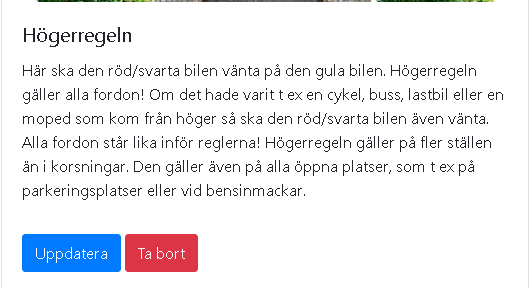 Högerregeln
Här ska den röd/svarta bilen vänta på den gula bilen. Högerregeln
gäller alla fordon! Om det hade varit t ex en cykel, buss, lastbil eller en
moped som kom från höger så ska den röd/svarta bilen även vänta.
Alla fordon står lika inför reglerna! Högerregeln gäller på fler ställen
än i korsningar. Den gäller även på alla öppna platser, som t ex på
parkeringsplatser eller vid bensinmackar.
Uppdatera Ta bort